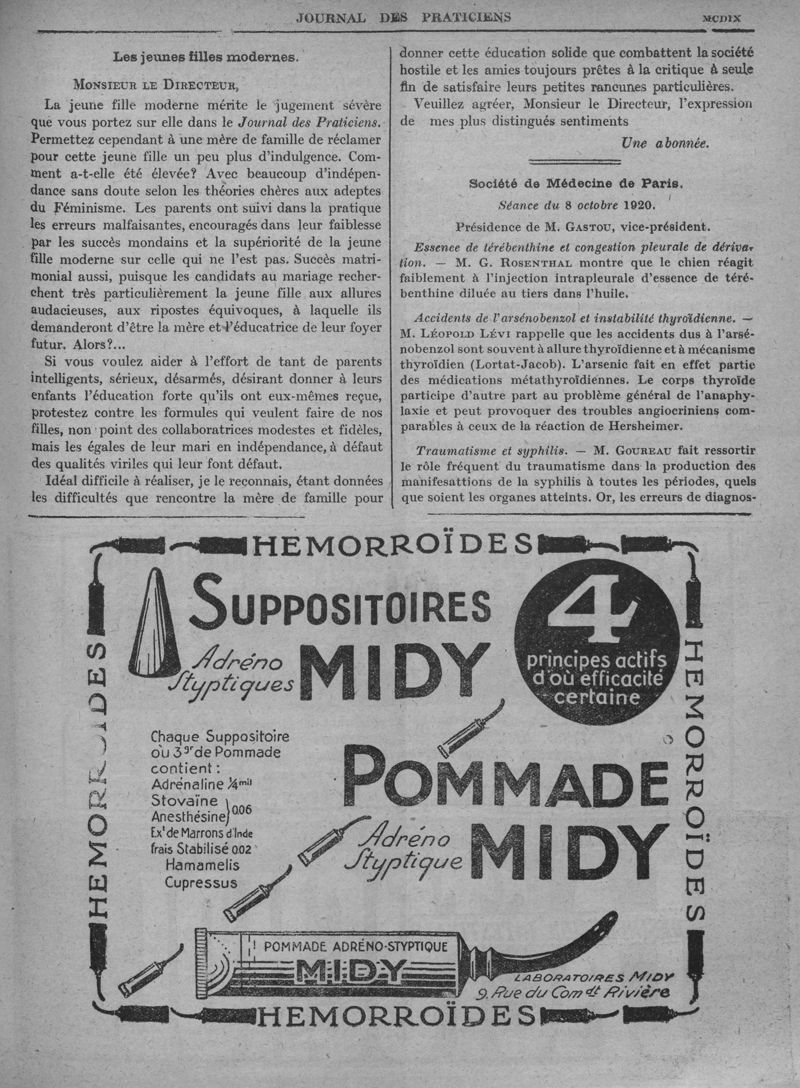 JOURNAL DES PRATICIENS
MCDIX
Les jeunes filles modernes.
MONSIEUR LE DIRECTEUR,
La jeune fille moderne mérite le jugement sévère
que vous portez sur elle dans le Journal des Praticiens.
Permettez cependant à une mère de famille de réclamer
pour cette jeune fille un peu plus d'indulgence. Com-
ment a-t-elle été élevée? Avec beaucoup d'indépen-
dance sans doute selon les théories chères aux adeptes
du Féminisme. Les parents ont suivi dans la pratique
les erreurs malfaisantes, encouragés dans leur faiblesse
par les succès mondains et la supériorité de la jeune
fille moderne sur celle qui ne l'est pas. Succès matri-
monial aussi, puisque les candidats au mariage recher-
chent très particulièrement la jeune fille aux allures
audacieuses, aux ripostes équivoques, à laquelle ils
demanderont d'être la mère et l'éducatrice de leur foyer
futur. Alors?...
Si vous voulez aider à l'effort de tant de parents
intelligents, sérieux, désarmés, désirant donner à leurs
enfants l'éducation forte qu'ils ont eux-mêmes reçue,
protestez contre les formules qui veulent faire de nos
filles, non point des collaboratrices modestes et fidèles,
mais les égales de leur mari en indépendance, à défaut
des qualités viriles qui leur font défaut.
Idéal difficile à réaliser, je le reconnais, étant données
les difficultés que rencontre la mère de famille pour
donner cette éducation solide que combattent la société
hostile et les amies toujours prêtes à la critique à seule
fin de satisfaire leurs petites rancunes particulières.
Veuillez agréer, Monsieur le Directeur, l'expression
de mes plus distingués sentiments
Une abonnée.
Société de Médecine de Paris.
Séance du 8 octobre 1920.
Présidence de M. GASTOU, vice-président.
Essence de térébenthine et congestion pleurale de dériva-
tion. — M. G. ROSENTHAL montre que le chien réagit
faiblement à l'injection intrapleurale d'essence de téré-
benthine diluée au tiers dans l'huile.
Accidents de l'arsénobenzol et instabilité thyroïdienne. —
M. LÉOPOLD LÉVI rappelle que les accidents dus à l'arsé-
nobenzol sont souvent à allure thyroïdienne et à mécanisme
thyroïdien (Lortat-Jacob). L'arsenic fait en effet partie
des médications métathyroïdiennes. Le corps thyroïde
participe d'autre part au problème général de l'anaphy-
laxie et peut provoquer des troubles angiocriniens com-
parables à ceux de la réaction de Hersheimer.
Traumatisme et syphilis. — M. GOUREAU fait ressortir
le rôle fréquent du traumatisme dans la production des
manifesattions de la syphilis à toutes les périodes, quels
que soient les organes atteints. Or, les erreurs de diagnos-
HEMORROÏDES
HEMORROÏDES
HEMORROÏDES
SUPPOSITOIRES
Adréno
Styptiques
MIDY
4
principes actifs
d'où efficacité
certaine
Chaque Suppositoire
ou 3gr de Pommade
contient :
Adrénaline 1/4 mil
Stovaïne
Anesthésine} 0.06
Ext de Marrons d'Inde
frais Stabilisé 0.02
Hamamelis
Cupressus
POMMADE
Adréno
Styptique
MIDY
POMMADE ADRÉNO-STYPTIQUE
MIDY
LABORATOIRES MIDY
9. Rue du Comdt Rivière
HEMORROÏDES